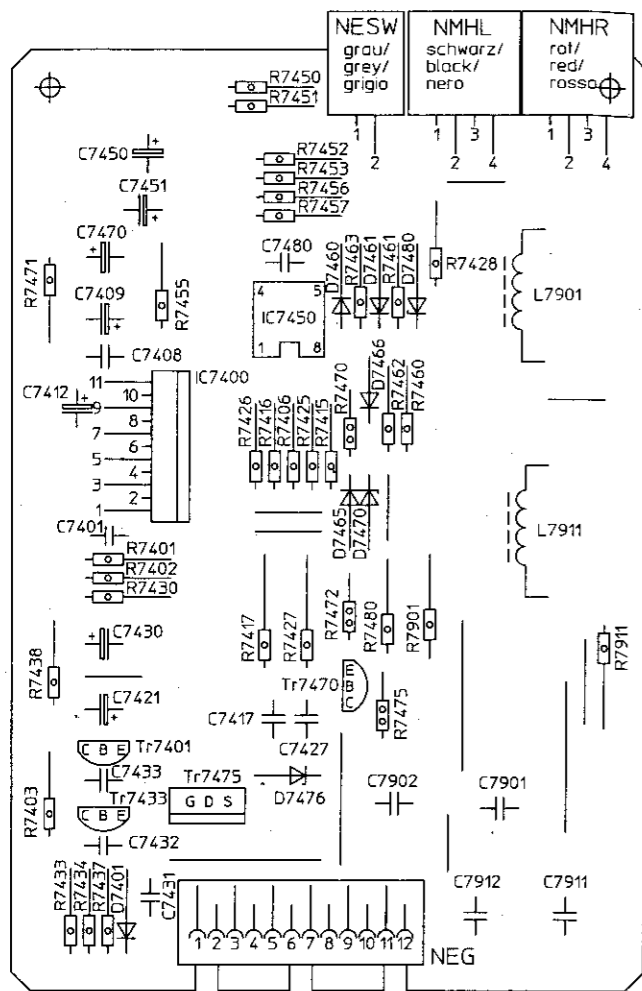 NESW
grau/
grey/
grigio
NMHL
schwarz/
black/
nero
NMHR
rot/
red/
rosso
1
2
1
2
3
4
1
2
3
4
R7450
R7451
C7450
R7452
R7453
R7456
R7457
C7451
C7470
C7480
R7471
R7455
C7409
D7460
R7463
D7461
R7461
D7480
R7428
L7901
4
5
IC7450
1
8
C7408
IC7400
C7412
11
10
9
8
7
6
5
4
3
2
1
R7426
R7416
R7406
R7425
R7415
R7470
D7466
R7462
R7460
C7401
R7401
R7402
R7430
D7465
D7470
L7911
C7430
R7438
R7417
R7427
R7472
R7480
R7901
R7911
C7421
Tr7470
E
B
C
R7475
C7417
C7427
Tr7401
C B E
C7433
Tr7433
C B E
C7432
R7403
Tr7475
G D S
D7476
C7902
C7901
R7433
R7434
R7437
D7401
C7431
C7912
C7911
1 2 3 4 5 6 7 8 9 10 11 12
NEG